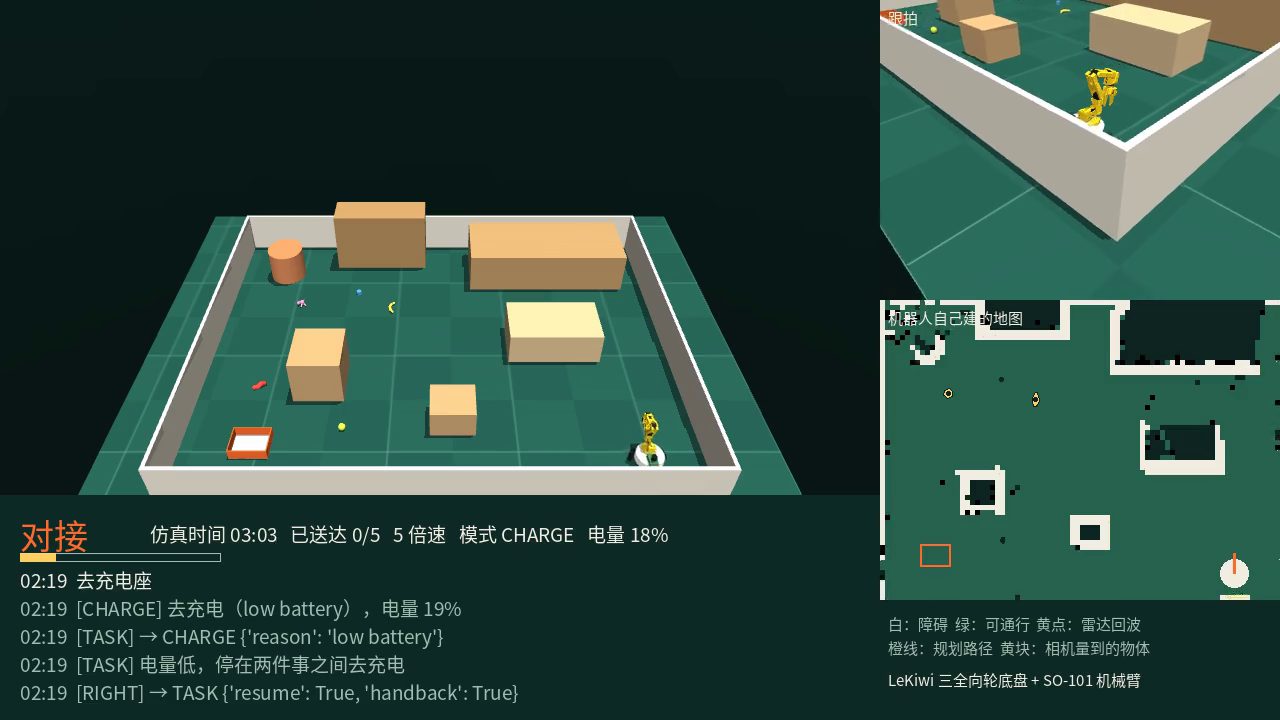 跟拍
机器人自己建的地图
对接
仿真时间 03:03 已送达 0/5 5 倍速 模式 CHARGE 电量 18%
02:19 去充电座
02:19 [CHARGE] 去充电（low battery），电量 19%
02:19 [TASK] → CHARGE {'reason': 'low battery'}
02:19 [TASK] 电量低，停在两件事之间去充电
02:19 [RIGHT] → TASK {'resume': True, 'handback': True}
白：障碍 绿：可通行 黄点：雷达回波
橙线：规划路径 黄块：相机量到的物体
LeKiwi 三全向轮底盘 + SO-101 机械臂